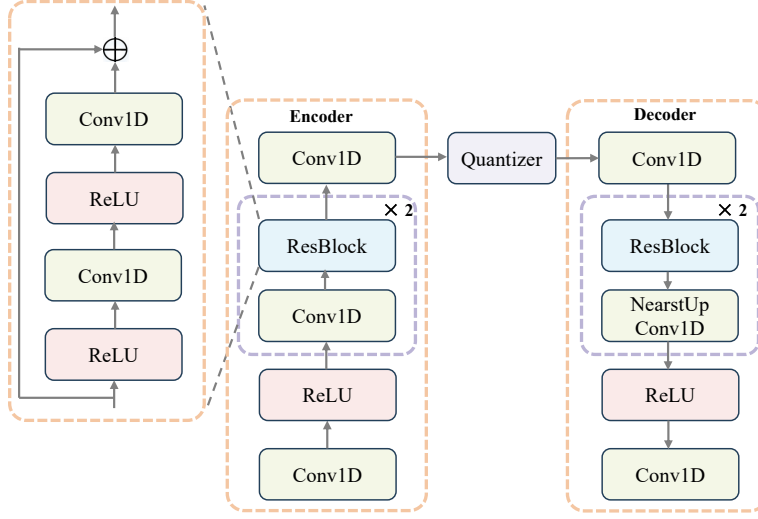 Conv1D
ReLU
Conv1D
ReLU
Encoder
Conv1D
× 2
ResBlock
Conv1D
ReLU
Conv1D
Quantizer
Decoder
Conv1D
× 2
ResBlock
NearstUp
Conv1D
ReLU
Conv1D